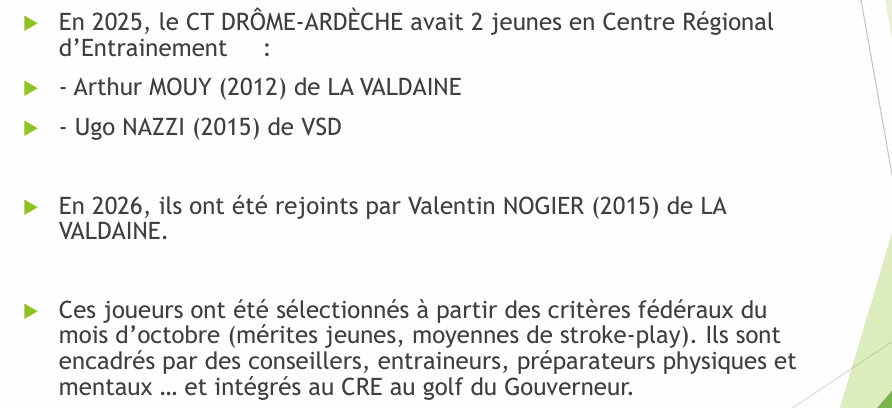 En 2025, le CT DRÔME-ARDÈCHE avait 2 jeunes en Centre Régional
d’Entrainement :
- Arthur MOUY (2012) de LA VALDAINE
- Ugo NAZZI (2015) de VSD
En 2026, ils ont été rejoints par Valentin NOGIER (2015) de LA
VALDAINE.
Ces joueurs ont été sélectionnés à partir des critères fédéraux du
mois d’octobre (mérites jeunes, moyennes de stroke-play). Ils sont
encadrés par des conseillers, entraineurs, préparateurs physiques et
mentaux … et intégrés au CRE au golf du Gouverneur.